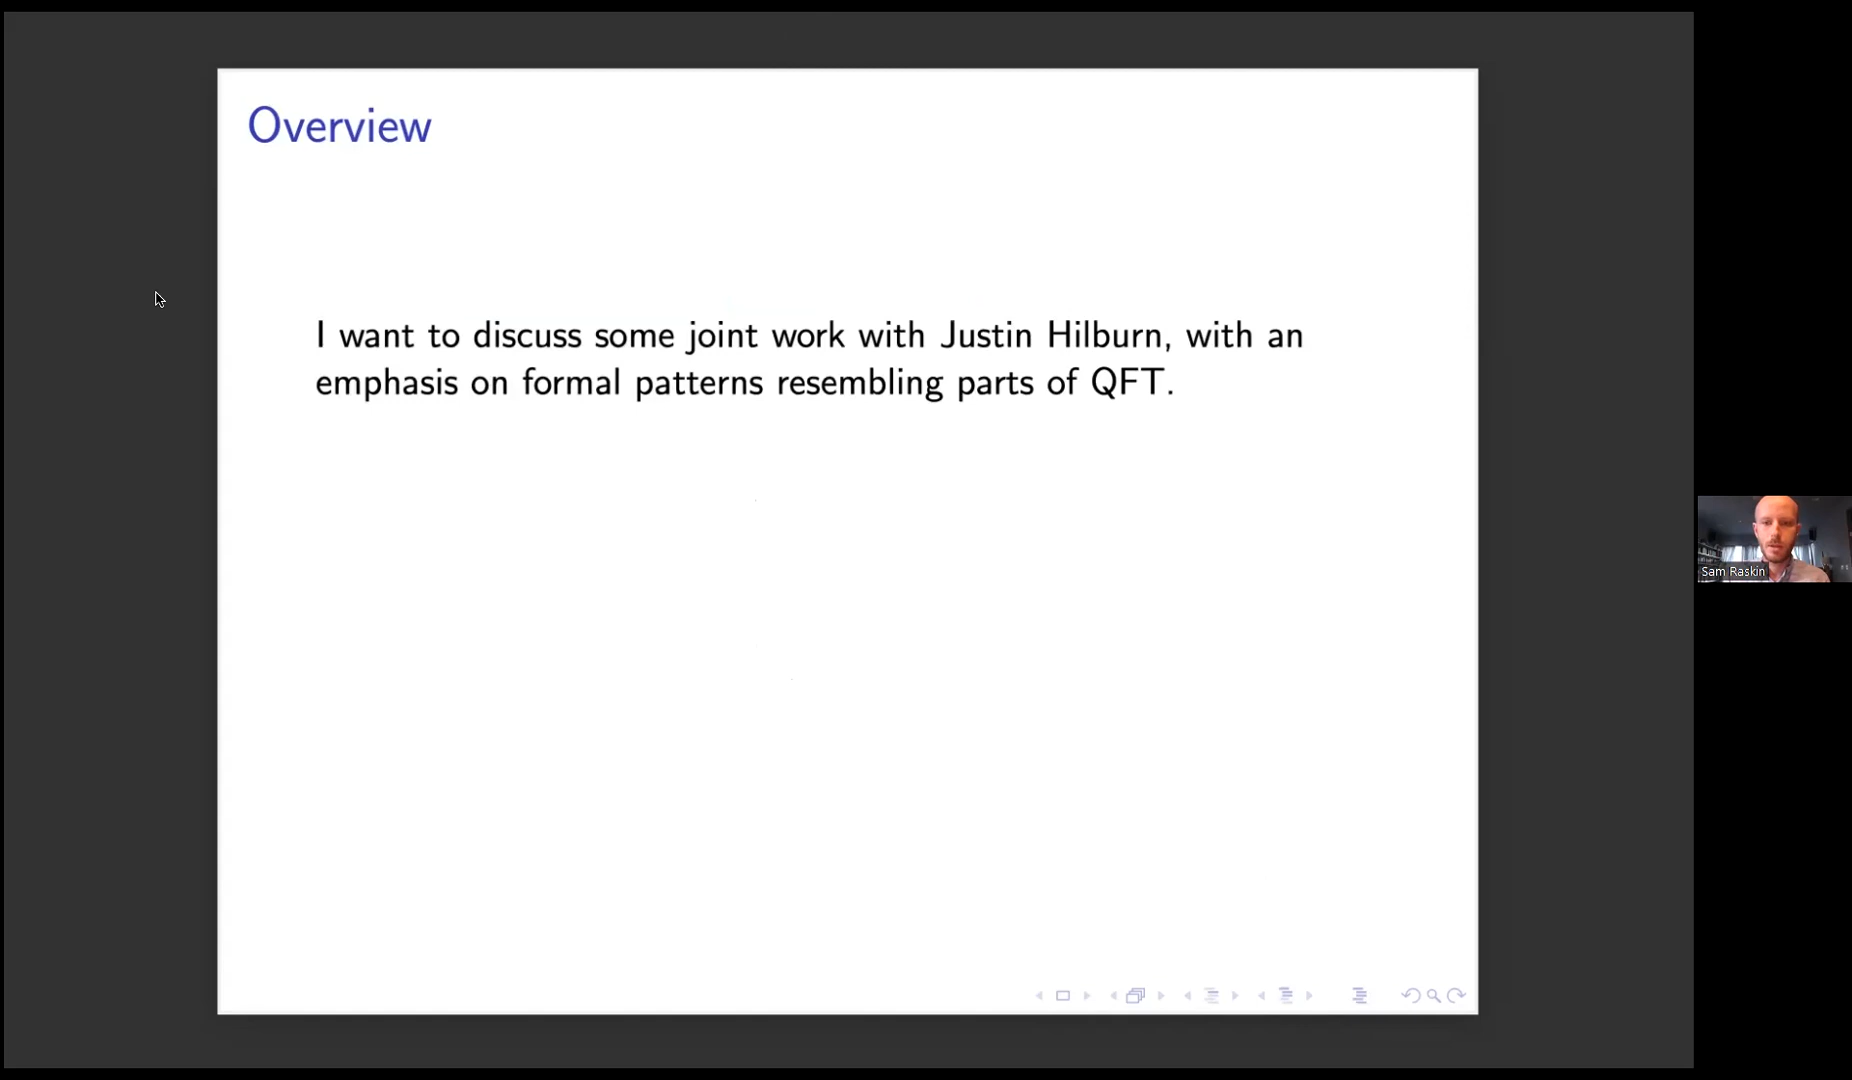 Overview
I want to discuss some joint work with Justin Hilburn, with an
emphasis on formal patterns resembling parts of QFT.
Sam Raskin